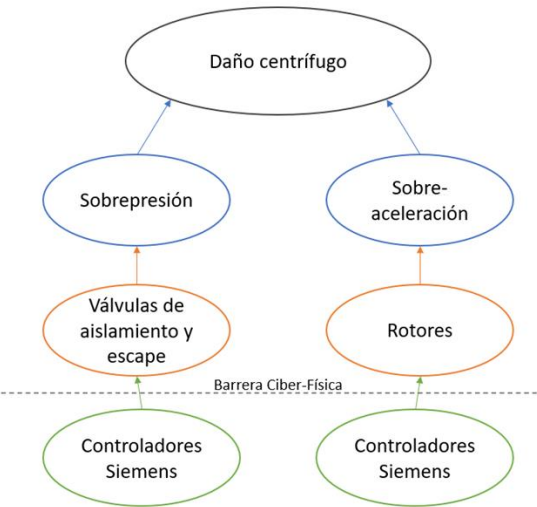 Daño centrífugo
Sobrepresión
Sobre-
aceleración
Válvulas de
aislamiento y
escape
Rotores
Barrera Ciber-Física
Controladores
Siemens
Controladores
Siemens